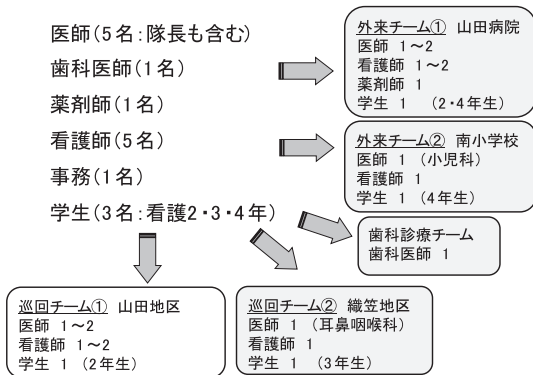 医師(5名:隊長も含む)
歯科医師(1名)
薬剤師(1名)
看護師(5名)
事務(1名)
学生(3名:看護2・3・4年)
外来チーム① 山田病院
医師 1～2
看護師 1～2
薬剤師 1
学生 1 (2・4年生)
外来チーム② 南小学校
医師 1 (小児科)
看護師 1
学生 1 (4年生)
歯科診療チーム
歯科医師 1
巡回チーム① 山田地区
医師 1～2
看護師 1～2
学生 1 (2年生)
巡回チーム② 織笠地区
医師 1 (耳鼻咽喉科)
看護師 1
学生 1 (3年生)